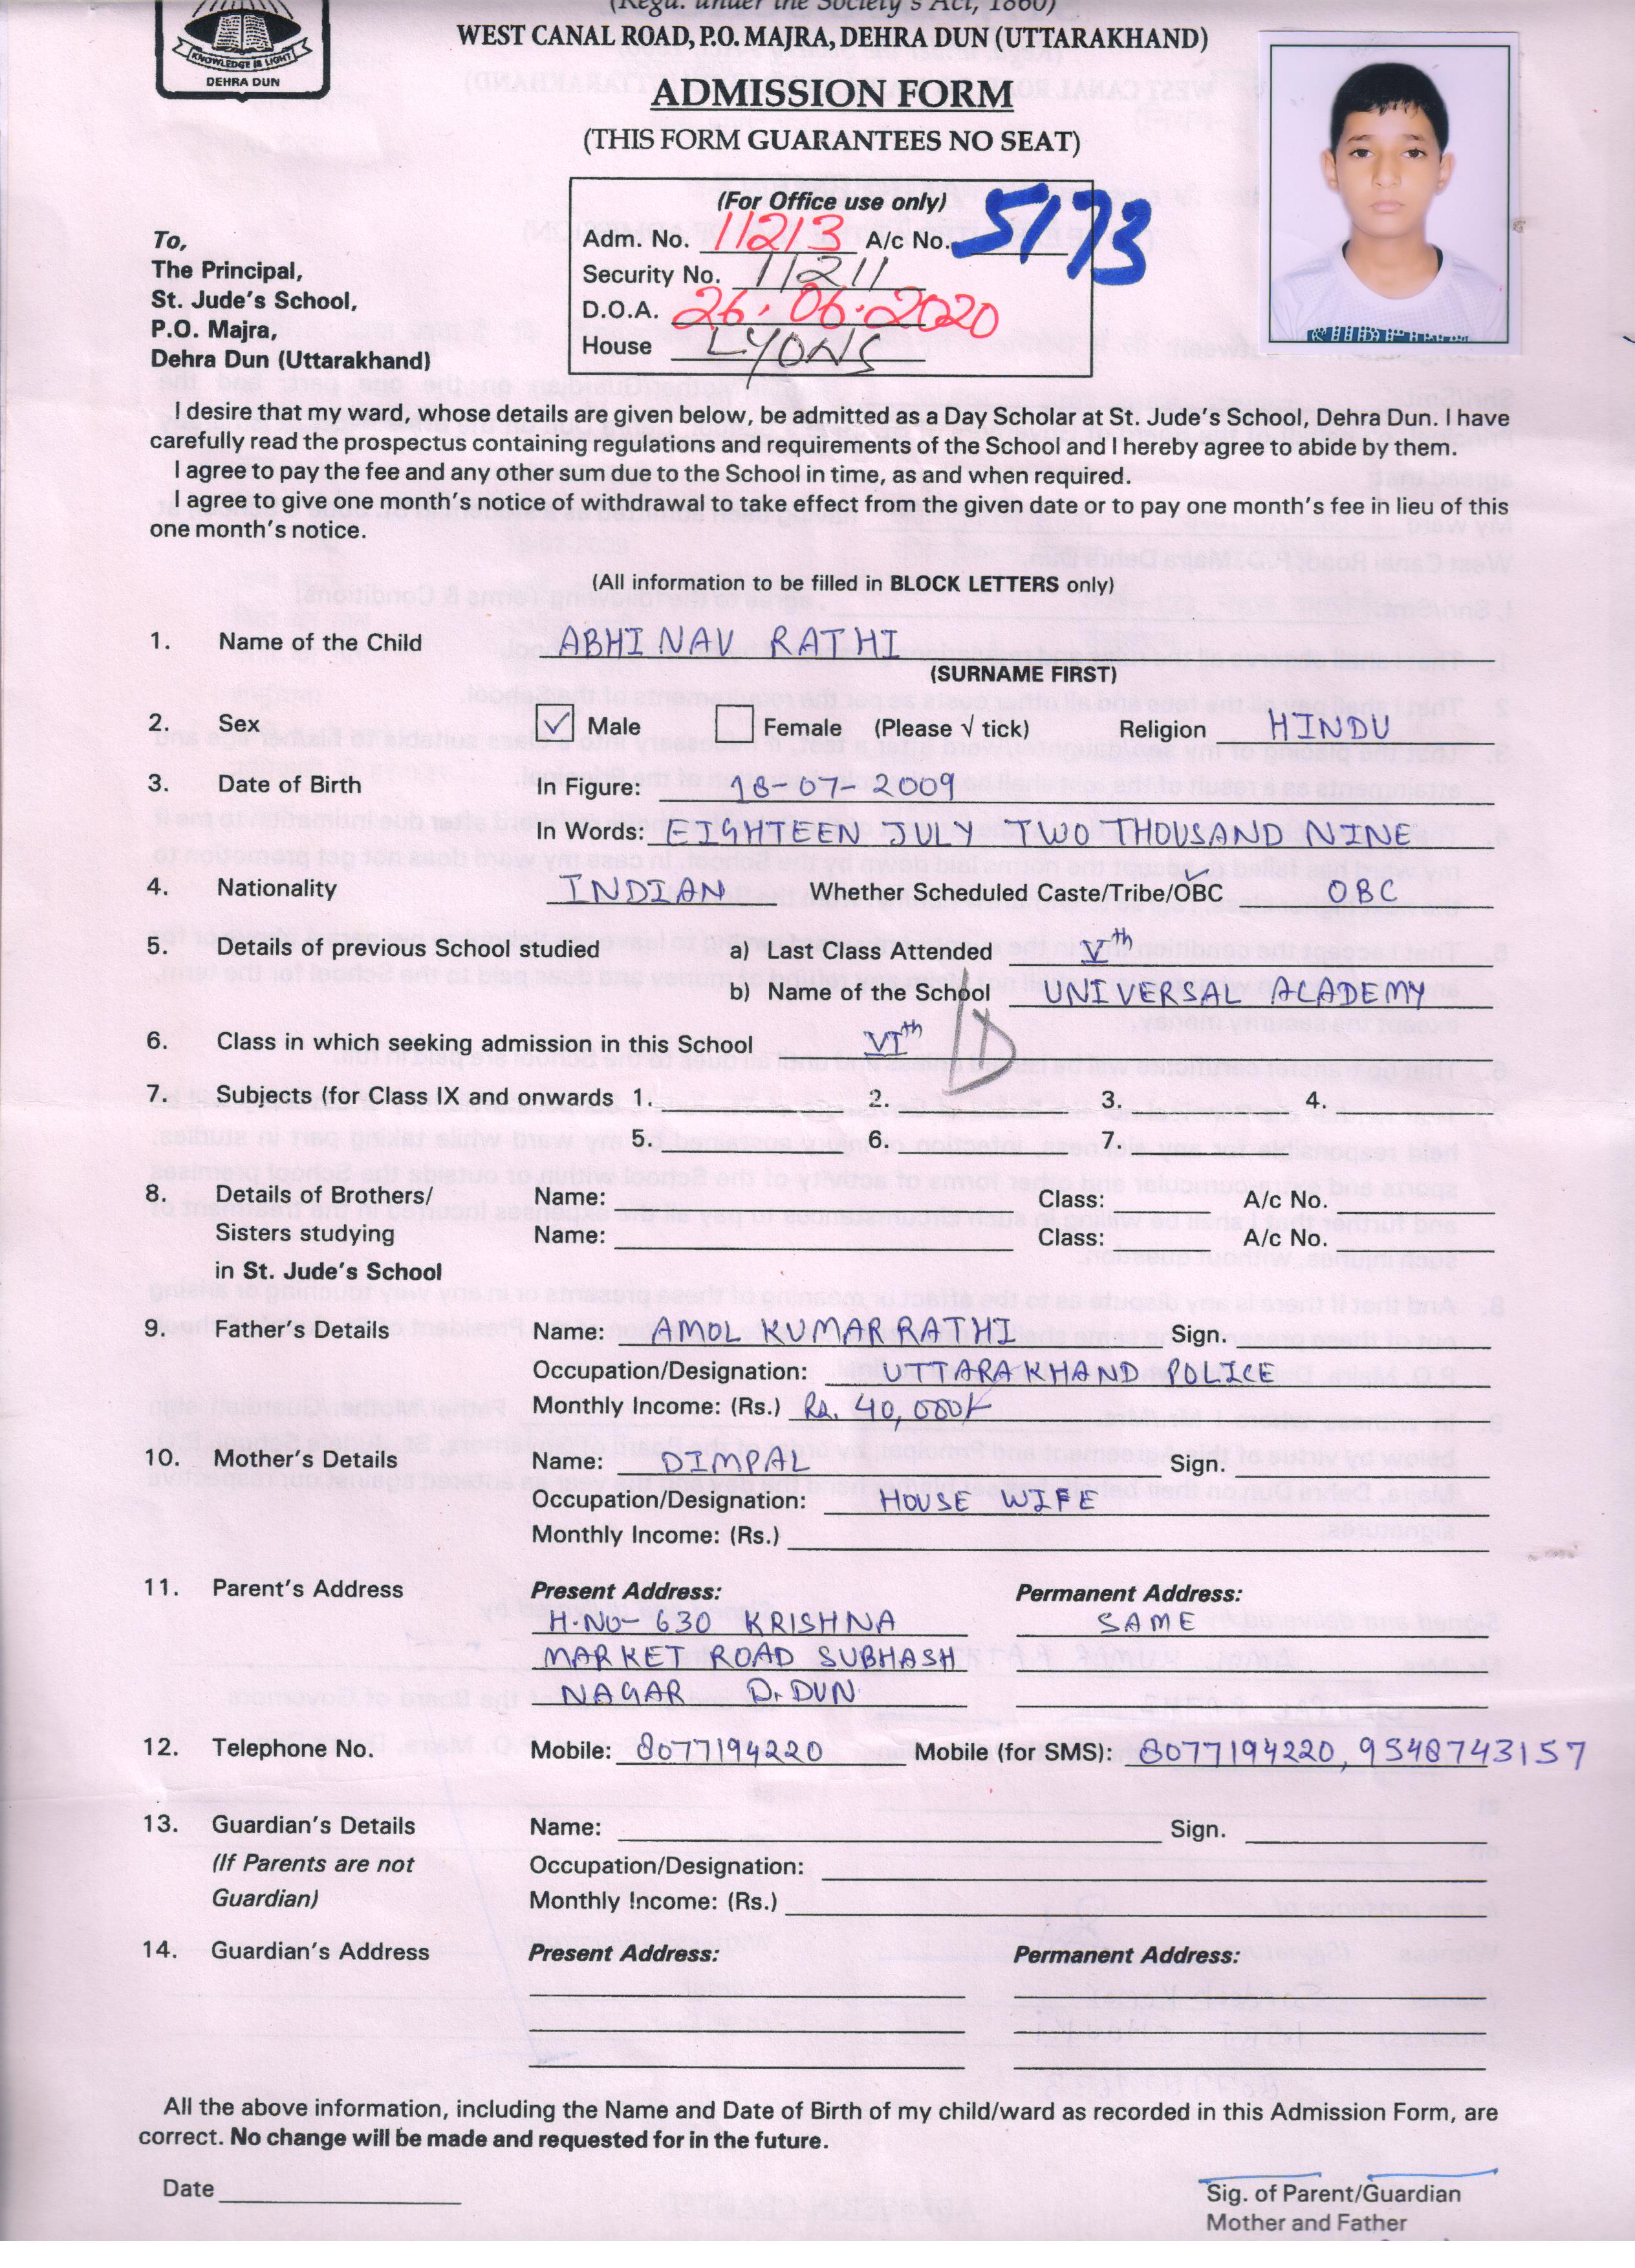 (Regd. under the Society's Act, 1860)
WEST CANAL ROAD, P.O. MAJRA, DEHRA DUN (UTTARAKHAND)
KNOWLEDGE IS LIGHT
DEHRA DUN
ADMISSION FORM
(THIS FORM GUARANTEES NO SEAT)
(For Office use only)
Adm. No. 11213 A/c No. 5173
Security No. 11211
D.O.A. 26.06.2020
House LYONS
To,
The Principal,
St. Jude's School,
P.O. Majra,
Dehra Dun (Uttarakhand)
I desire that my ward, whose details are given below, be admitted as a Day Scholar at St. Jude's School, Dehra Dun. I have
carefully read the prospectus containing regulations and requirements of the School and I hereby agree to abide by them.
I agree to pay the fee and any other sum due to the School in time, as and when required.
I agree to give one month's notice of withdrawal to take effect from the given date or to pay one month's fee in lieu of this
one month's notice.
(All information to be filled in BLOCK LETTERS only)
1. Name of the Child ABHINAV RATHI
(SURNAME FIRST)
2. Sex ✓ Male Female (Please √ tick) Religion HINDU
3. Date of Birth In Figure: 18-07-2009
In Words: EIGHTEEN JULY TWO THOUSAND NINE
4. Nationality INDIAN Whether Scheduled Caste/Tribe/OBC OBC
5. Details of previous School studied a) Last Class Attended Vth
b) Name of the School UNIVERSAL ACADEMY
6. Class in which seeking admission in this School VIth D
7. Subjects (for Class IX and onwards 1. 2. 3. 4.
5. 6. 7.
8. Details of Brothers/ Name: Class: A/c No.
Sisters studying Name: Class: A/c No.
in St. Jude's School
9. Father's Details Name: AMOL KUMAR RATHI Sign.
Occupation/Designation: UTTARAKHAND POLICE
Monthly Income: (Rs.) Rs. 40,000/-
10. Mother's Details Name: DIMPAL Sign.
Occupation/Designation: HOUSE WIFE
Monthly Income: (Rs.)
11. Parent's Address Present Address: Permanent Address:
H.NO-630 KRISHNA SAME
MARKET ROAD SUBHASH
NAGAR D.DUN
12. Telephone No. Mobile: 8077194220 Mobile (for SMS): 8077194220, 9548743157
13. Guardian's Details Name: Sign.
(If Parents are not Occupation/Designation:
Guardian) Monthly Income: (Rs.)
14. Guardian's Address Present Address: Permanent Address:
All the above information, including the Name and Date of Birth of my child/ward as recorded in this Admission Form, are
correct. No change will be made and requested for in the future.
Date
Sig. of Parent/Guardian
Mother and Father